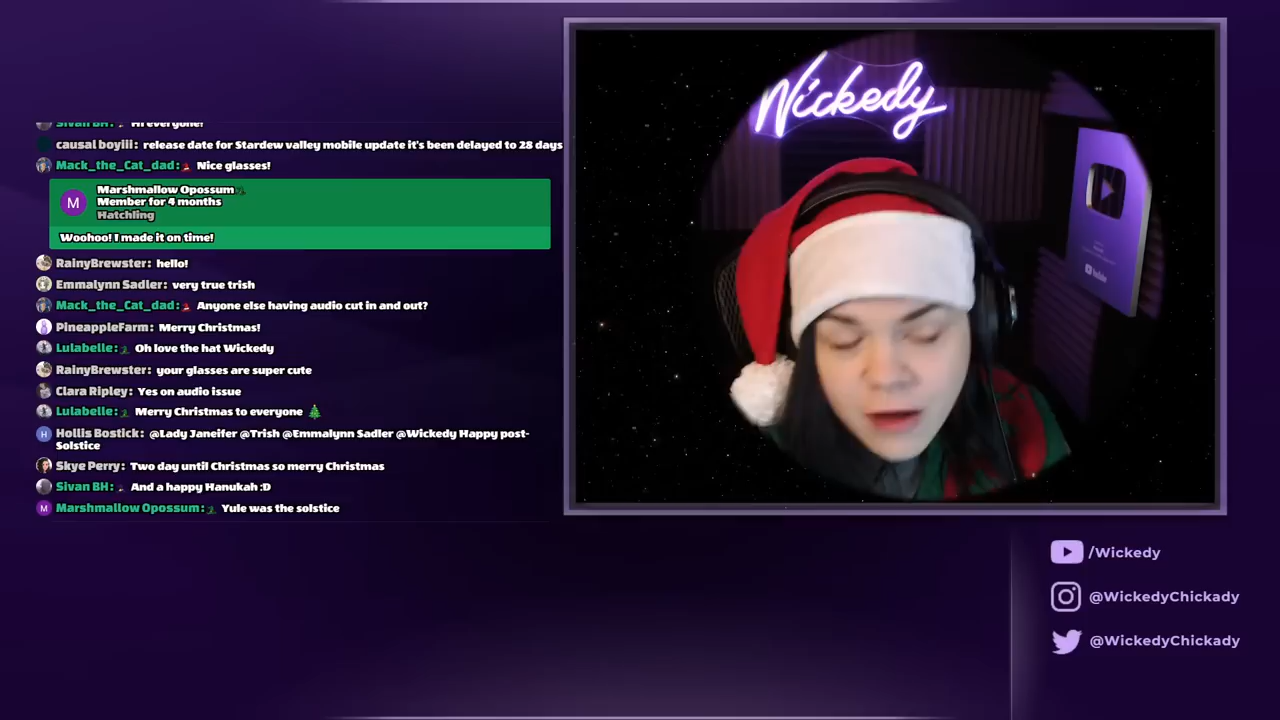 Sivan BH: Hi everyone!
causal boyiii: release date for Stardew valley mobile update it's been delayed to 28 days
Mack_the_Cat_dad: Nice glasses!
M
Marshmallow Opossum
Member for 4 months
Hatchling
Woohoo! I made it on time!
RainyBrewster: hello!
Emmalynn Sadler: very true trish
Mack_the_Cat_dad: Anyone else having audio cut in and out?
PineappleFarm: Merry Christmas!
Lulabelle: Oh love the hat Wickedy
RainyBrewster: your glasses are super cute
Clara Ripley: Yes on audio issue
Lulabelle: Merry Christmas to everyone 🎄
H Hollis Bostick: @Lady Janeifer @Trish @Emmalynn Sadler @Wickedy Happy post-
Solstice
Skye Perry: Two day until Christmas so merry Christmas
Sivan BH: And a happy Hanukah :D
M Marshmallow Opossum: Yule was the solstice
Wickedy
YouTube
/Wickedy
@WickedyChickady
@WickedyChickady